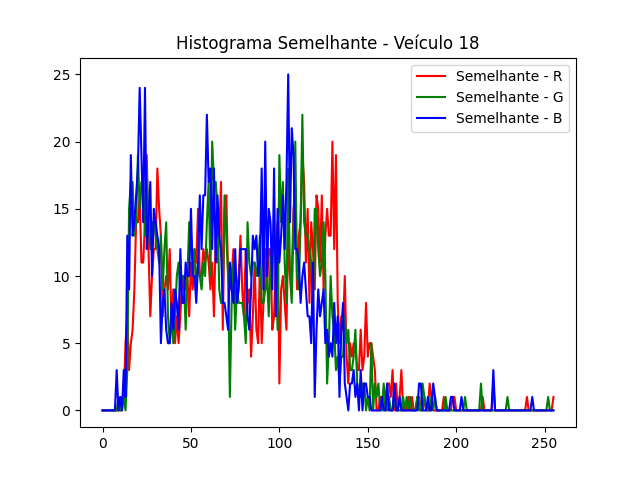 Histograma Semelhante - Veículo 18
Semelhante - R
Semelhante - G
Semelhante - B
25
20
15
10
5
0
0 50 100 150 200 250